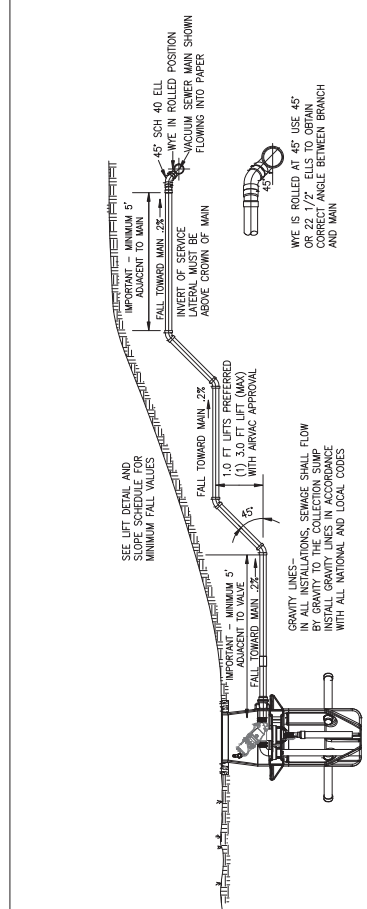 SEE LIFT DETAIL AND
SLOPE SCHEDULE FOR
MINIMUM FALL VALUES
IMPORTANT - MINIMUM 5'
ADJACENT TO VALVE
FALL TOWARD MAIN .2%
FALL TOWARD MAIN .2%
1.0 FT LIFTS PREFERRED
(1) 3.0 FT LIFT (MAX)
WITH AIRVAC APPROVAL
45°
GRAVITY LINES-
IN ALL INSTALLATIONS, SEWAGE SHALL FLOW
BY GRAVITY TO THE COLLECTION SUMP
INSTALL GRAVITY LINES IN ACCORDANCE
WITH ALL NATIONAL AND LOCAL CODES
IMPORTANT - MINIMUM 5'
ADJACENT TO MAIN
FALL TOWARD MAIN .2%
INVERT OF SERVICE
LATERAL MUST BE
ABOVE CROWN OF MAIN
45° SCH 40 ELL
WYE IN ROLLED POSITION
VACUUM SEWER MAIN SHOWN
FLOWING INTO PAPER
45°
WYE IS ROLLED AT 45° USE 45°
OR 22 1/2° ELLS TO OBTAIN
CORRECT ANGLE BETWEEN BRANCH
AND MAIN